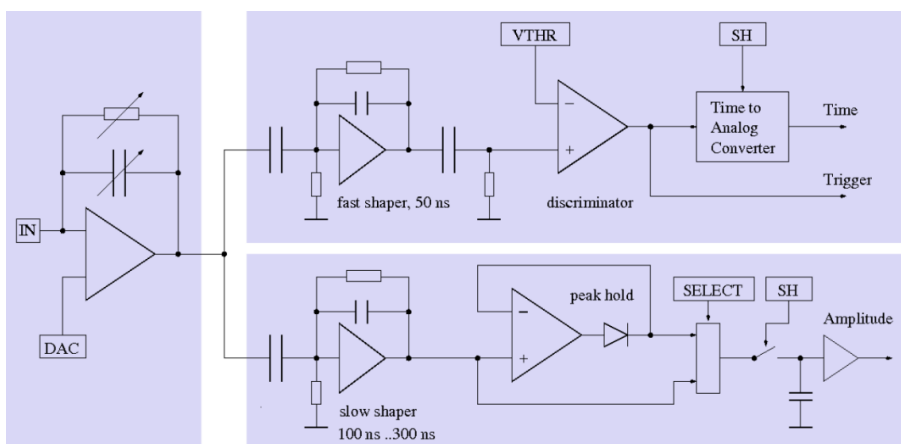 IN
DAC
VTHR
SH
−
+
fast shaper, 50 ns
discriminator
Time to
Analog
Converter
Time
Trigger
peak hold
SELECT
SH
−
+
Amplitude
slow shaper
100 ns ..300 ns